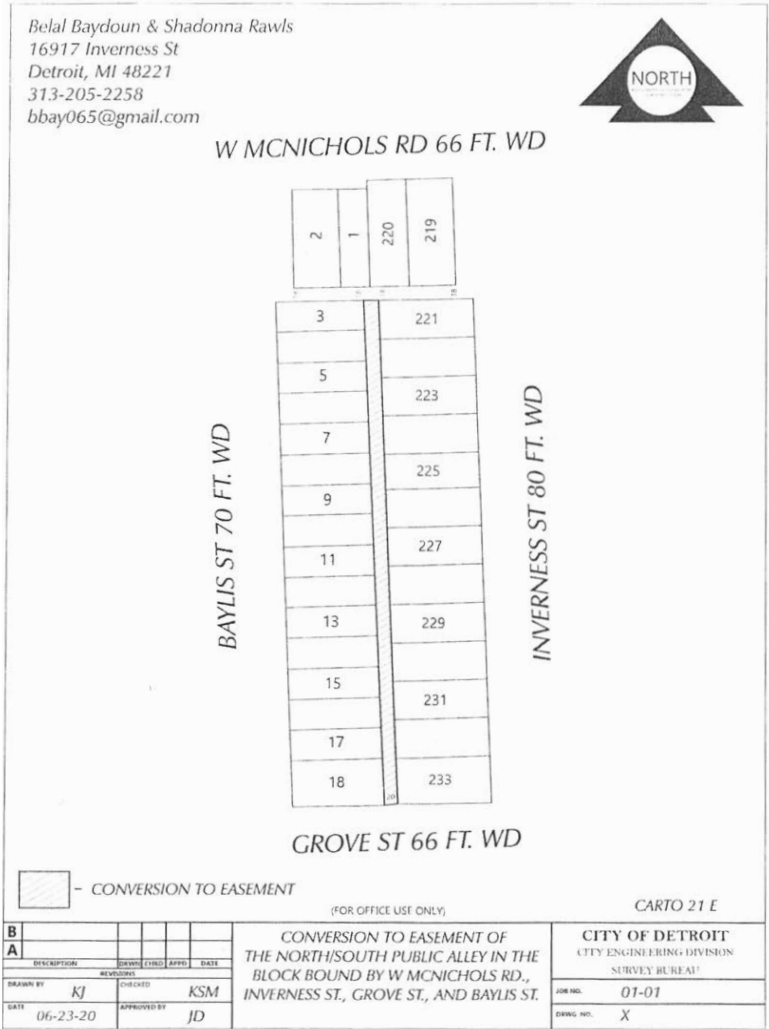 Belal Baydoun & Shadonna Rawls
16917 Inverness St
Detroit, MI 48221
313-205-2258
bbay065@gmail.com
NORTH
W MCNICHOLS RD 66 FT. WD
2
1
220
219
18
3
221
5
223
7
225
9
227
11
13
229
15
231
17
18
233
20
BAYLIS ST 70 FT. WD
INVERNESS ST 80 FT. WD
GROVE ST 66 FT. WD
- CONVERSION TO EASEMENT
(FOR OFFICE USE ONLY)
CARTO 21 E
B
A
DESCRIPTION DRWN CHKD APPD DATE
REVISIONS
DRAWN BY KJ
CHECKED KSM
DATE 06-23-20
APPROVED BY JD
CONVERSION TO EASEMENT OF
THE NORTH/SOUTH PUBLIC ALLEY IN THE
BLOCK BOUND BY W MCNICHOLS RD.,
INVERNESS ST., GROVE ST., AND BAYLIS ST.
CITY OF DETROIT
CITY ENGINEERING DIVISION
SURVEY BUREAU
JOB NO. 01-01
DRWG NO. X